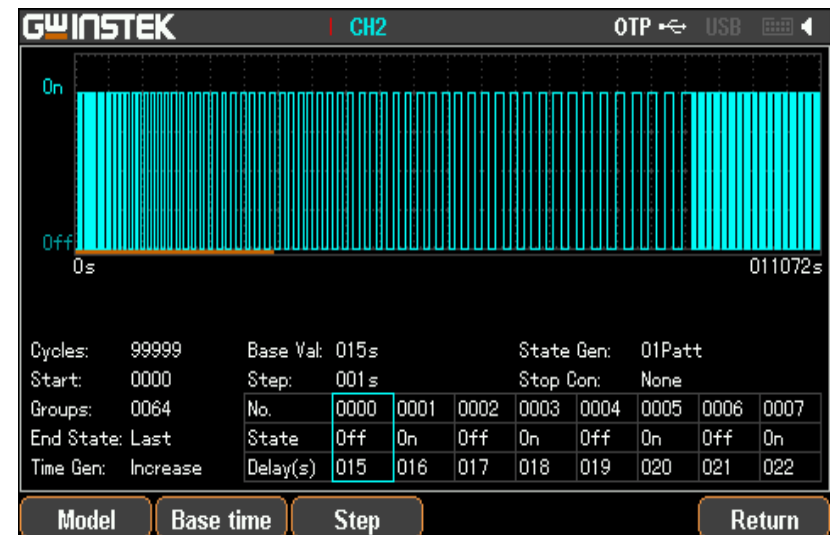 GWINSTEK CH2 OTP USB
On
Off
0s 011072s
Cycles: 99999 Base Val: 015s State Gen: 01Patt
Start: 0000 Step: 001s Stop Con: None
Groups: 0064 No. 0000 0001 0002 0003 0004 0005 0006 0007
End State: Last State Off On Off On Off On Off On
Time Gen: Increase Delay(s) 015 016 017 018 019 020 021 022
Model Base time Step Return